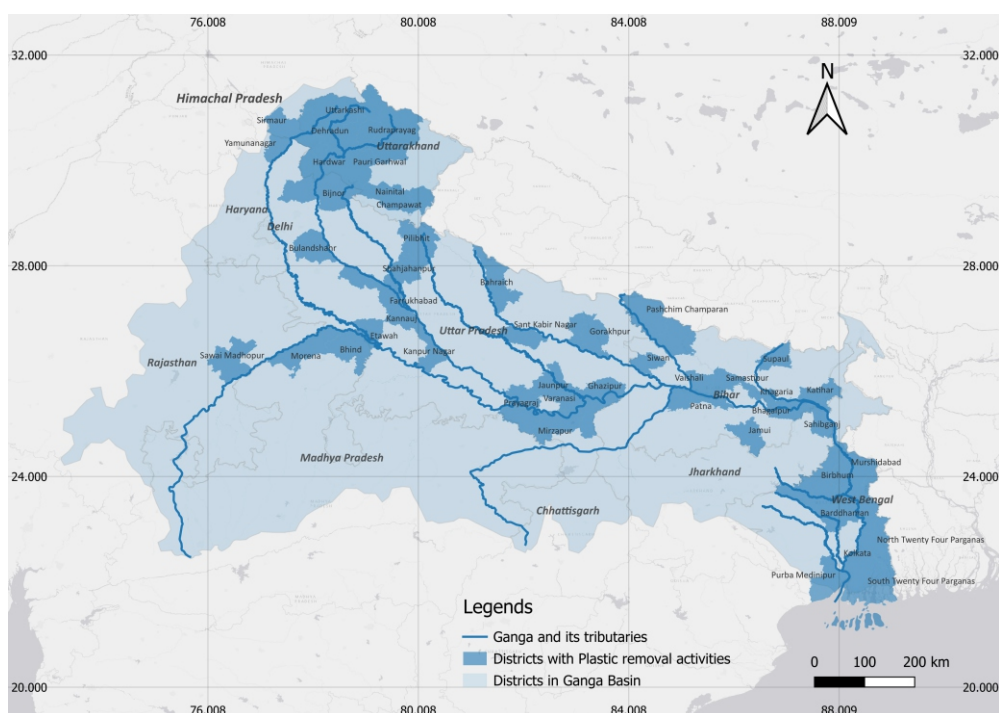 76.008
80.008
84.008
88.009
32.000
N
Himachal Pradesh
Uttarkashi
Sirmaur
Dehradun
Rudraprayag
Yamunanagar
Uttarakhand
Hardwar
Pauri Garhwal
Bijnor
Nainital
Champawat
Haryana
Delhi
Pilibhit
Bulandshahr
28.000
28.000
Shahjahanpur
Bahraich
Farrukhabad
Pashchim Champaran
Kannauj
Sant Kabir Nagar
Uttar Pradesh
Gorakhpur
Etawah
Kanpur Nagar
Bhind
Morena
Sawai Madhopur
Rajasthan
Siwan
Supaul
Jaunpur
Ghazipur
Vaishali
Samastipur
Khagaria
Katihar
Prayagraj
Varanasi
Bihar
Patna
Bhagalpur
Mirzapur
Jamui
Sahibganj
Madhya Pradesh
Jharkhand
Murshidabad
24.000
24.000
Birbhum
West Bengal
Chhattisgarh
Barddhaman
North Twenty Four Parganas
Kolkata
Purba Medinipur
South Twenty Four Parganas
Legends
Ganga and its tributaries
Districts with Plastic removal activities
Districts in Ganga Basin
0 100 200 km
20.000
20.000
76.008
80.008
84.008
88.009